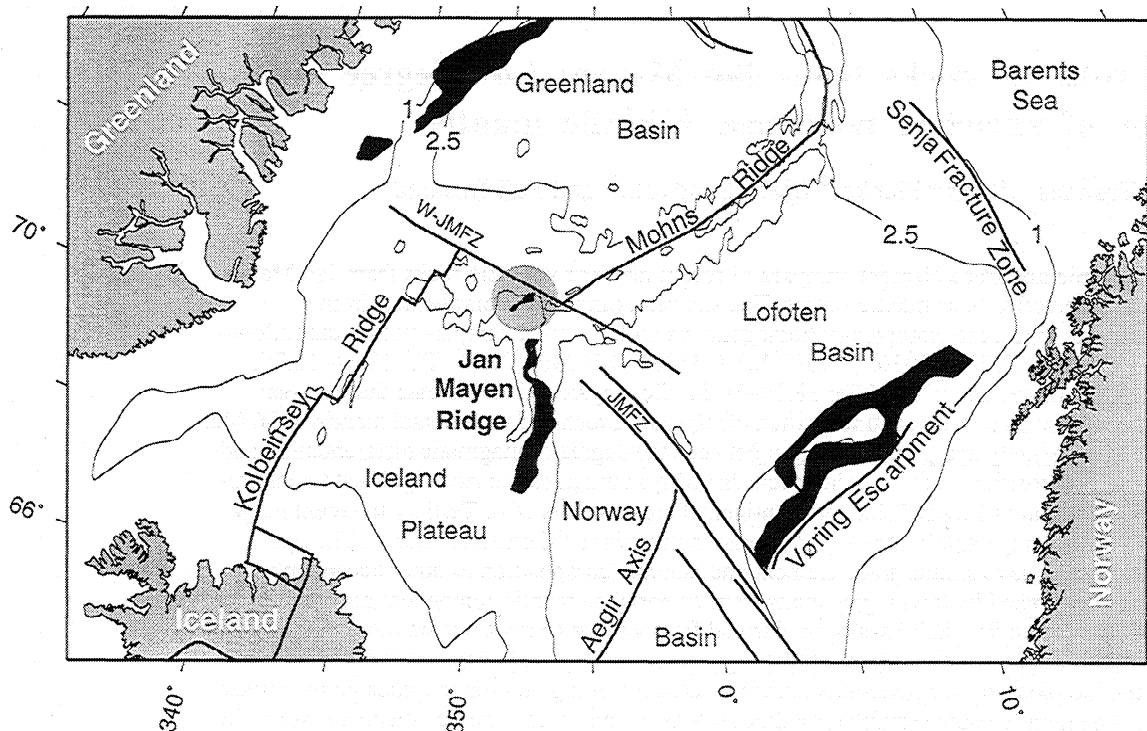 Greenland
Greenland
Basin
Barents
Sea
1
2.5
Senja Fracture Zone
Mohns Ridge
70°
W-JMFZ
2.5
1
Kolbeinsey Ridge
Lofoten
Basin
Jan
Mayen
Ridge
JMFZ
Iceland
Plateau
Norway
Basin
Vøring Escarpment
66°
Aegir Axis
Iceland
Norway
340°
350°
0°
10°